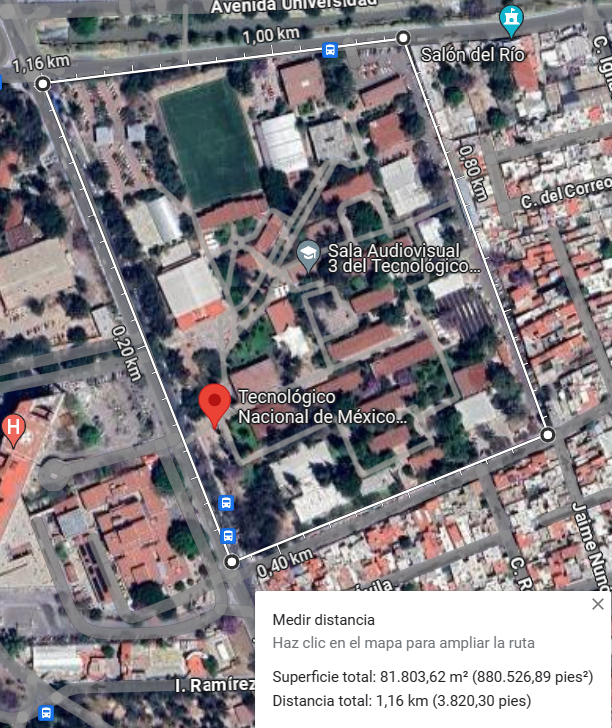 Avenida Universidad
1,16 km
1,00 km
Salón del Río
C. Igna
0,80 km
C. del Correo
Sala Audiovisual
3 del Tecnológico...
0,20 km
Tecnológico
Nacional de México...
H
0,40 km
Jaime Nuno
C. R
I. Ramírez
Medir distancia
Haz clic en el mapa para ampliar la ruta
Superficie total: 81.803,62 m² (880.526,89 pies²)
Distancia total: 1,16 km (3.820,30 pies)